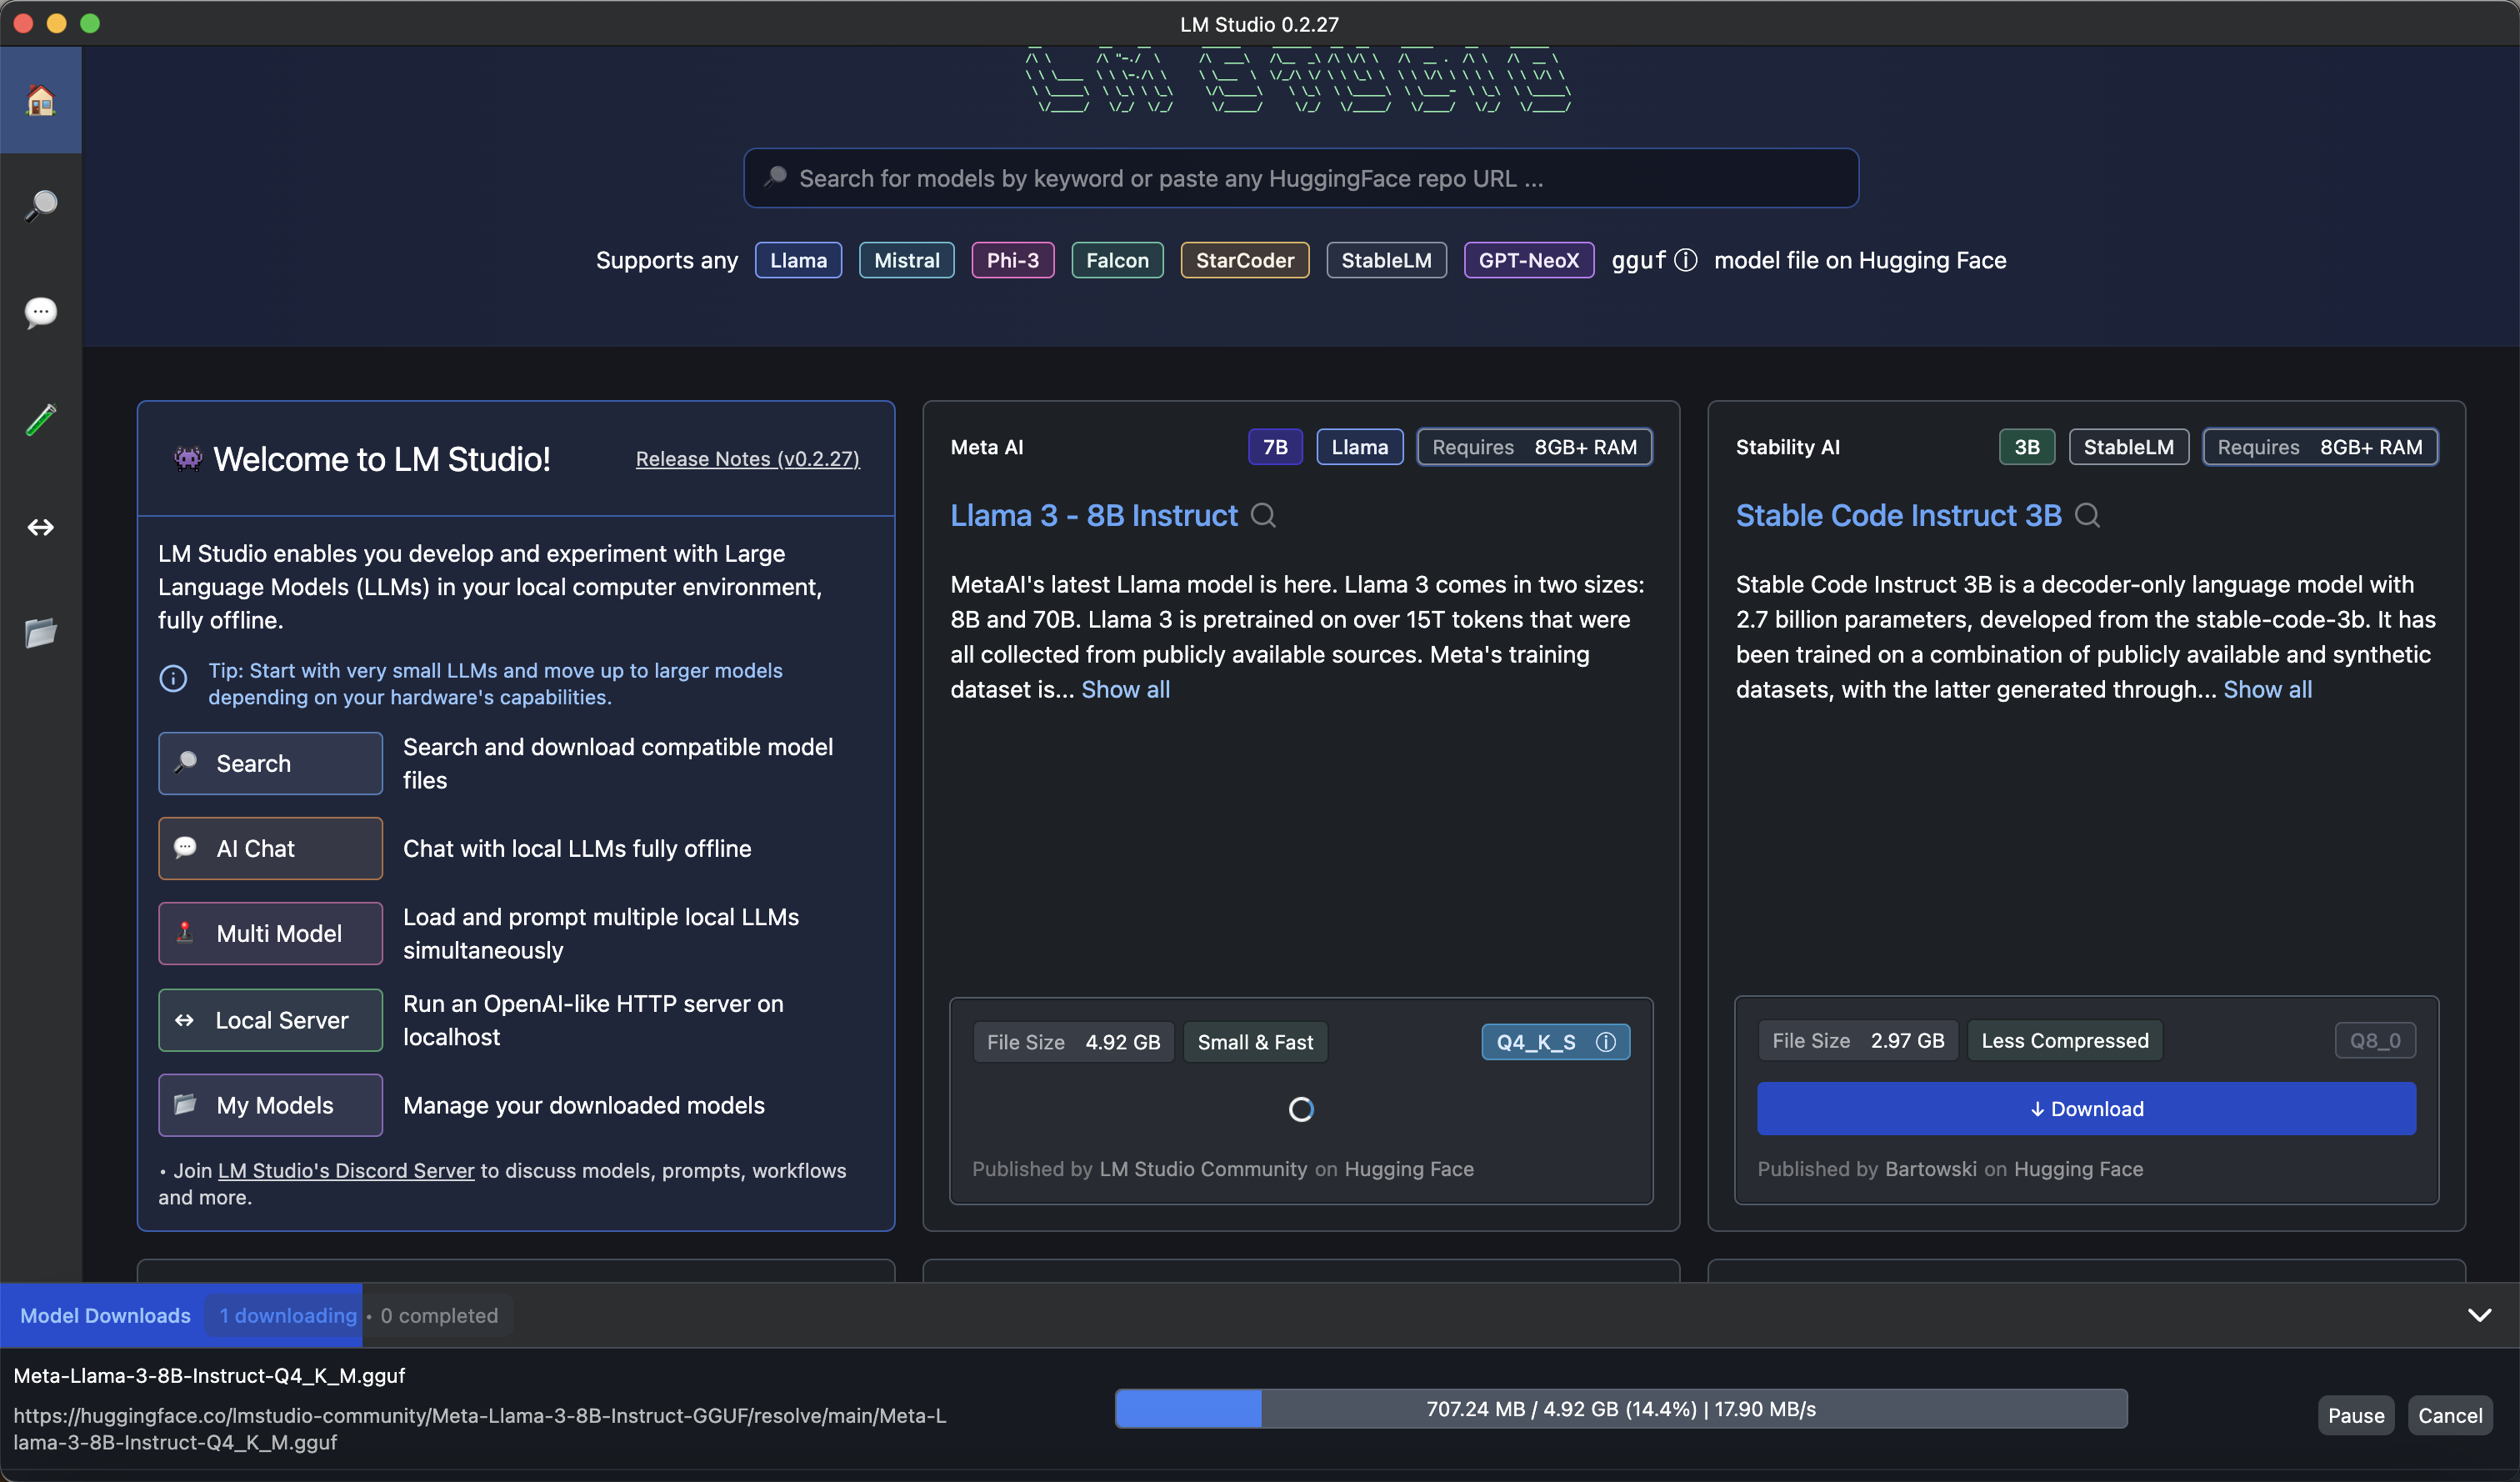 LM Studio 0.2.27
Search for models by keyword or paste any HuggingFace repo URL ...
Supports any Llama Mistral Phi-3 Falcon StarCoder StableLM GPT-NeoX gguf model file on Hugging Face
Welcome to LM Studio!
Release Notes (v0.2.27)
LM Studio enables you develop and experiment with Large
Language Models (LLMs) in your local computer environment,
fully offline.
Tip: Start with very small LLMs and move up to larger models
depending on your hardware's capabilities.
Search
Search and download compatible model
files
AI Chat
Chat with local LLMs fully offline
Multi Model
Load and prompt multiple local LLMs
simultaneously
Local Server
Run an OpenAI-like HTTP server on
localhost
My Models
Manage your downloaded models
• Join LM Studio's Discord Server to discuss models, prompts, workflows
and more.
Meta AI
7B
Llama
Requires 8GB+ RAM
Llama 3 - 8B Instruct
MetaAI's latest Llama model is here. Llama 3 comes in two sizes:
8B and 70B. Llama 3 is pretrained on over 15T tokens that were
all collected from publicly available sources. Meta's training
dataset is... Show all
File Size 4.92 GB
Small & Fast
Q4_K_S
Published by LM Studio Community on Hugging Face
Stability AI
3B
StableLM
Requires 8GB+ RAM
Stable Code Instruct 3B
Stable Code Instruct 3B is a decoder-only language model with
2.7 billion parameters, developed from the stable-code-3b. It has
been trained on a combination of publicly available and synthetic
datasets, with the latter generated through... Show all
File Size 2.97 GB
Less Compressed
Q8_0
↓ Download
Published by Bartowski on Hugging Face
Model Downloads
1 downloading • 0 completed
Meta-Llama-3-8B-Instruct-Q4_K_M.gguf
https://huggingface.co/lmstudio-community/Meta-Llama-3-8B-Instruct-GGUF/resolve/main/Meta-L
lama-3-8B-Instruct-Q4_K_M.gguf
707.24 MB / 4.92 GB (14.4%) | 17.90 MB/s
Pause
Cancel